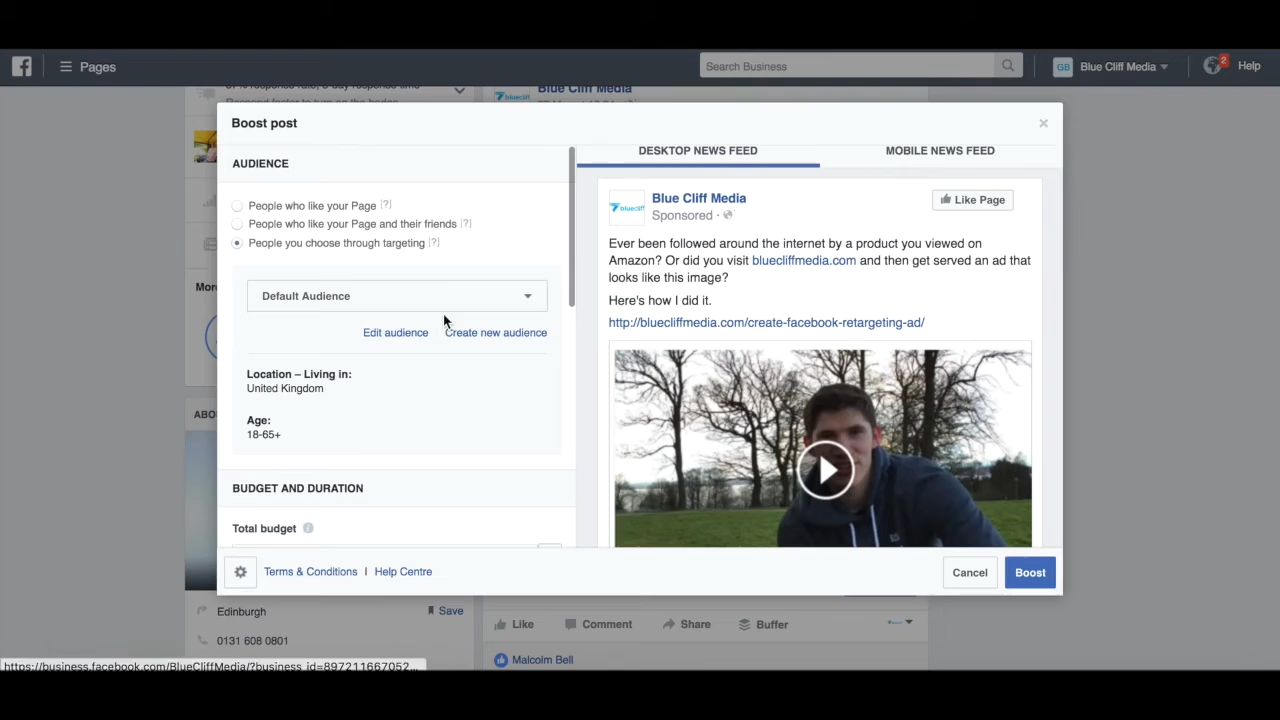 Pages
Search Business
GB
Blue Cliff Media
2
Help
Blue Cliff Media
Boost post
AUDIENCE
People who like your Page [?]
People who like your Page and their friends [?]
People you choose through targeting [?]
Default Audience
Edit audience
Create new audience
Location – Living in:
United Kingdom
Age:
18-65+
BUDGET AND DURATION
Total budget
Terms & Conditions
Help Centre
DESKTOP NEWS FEED
MOBILE NEWS FEED
bluecliff
Blue Cliff Media
Sponsored ·
Like Page
Ever been followed around the internet by a product you viewed on
Amazon? Or did you visit bluecliffmedia.com and then get served an ad that
looks like this image?
Here's how I did it.
http://bluecliffmedia.com/create-facebook-retargeting-ad/
Cancel
Boost
Edinburgh
Save
0131 608 0801
Like
Comment
Share
Buffer
Malcolm Bell
https://business.facebook.com/BlueCliffMedia/?business_id=897211667052...